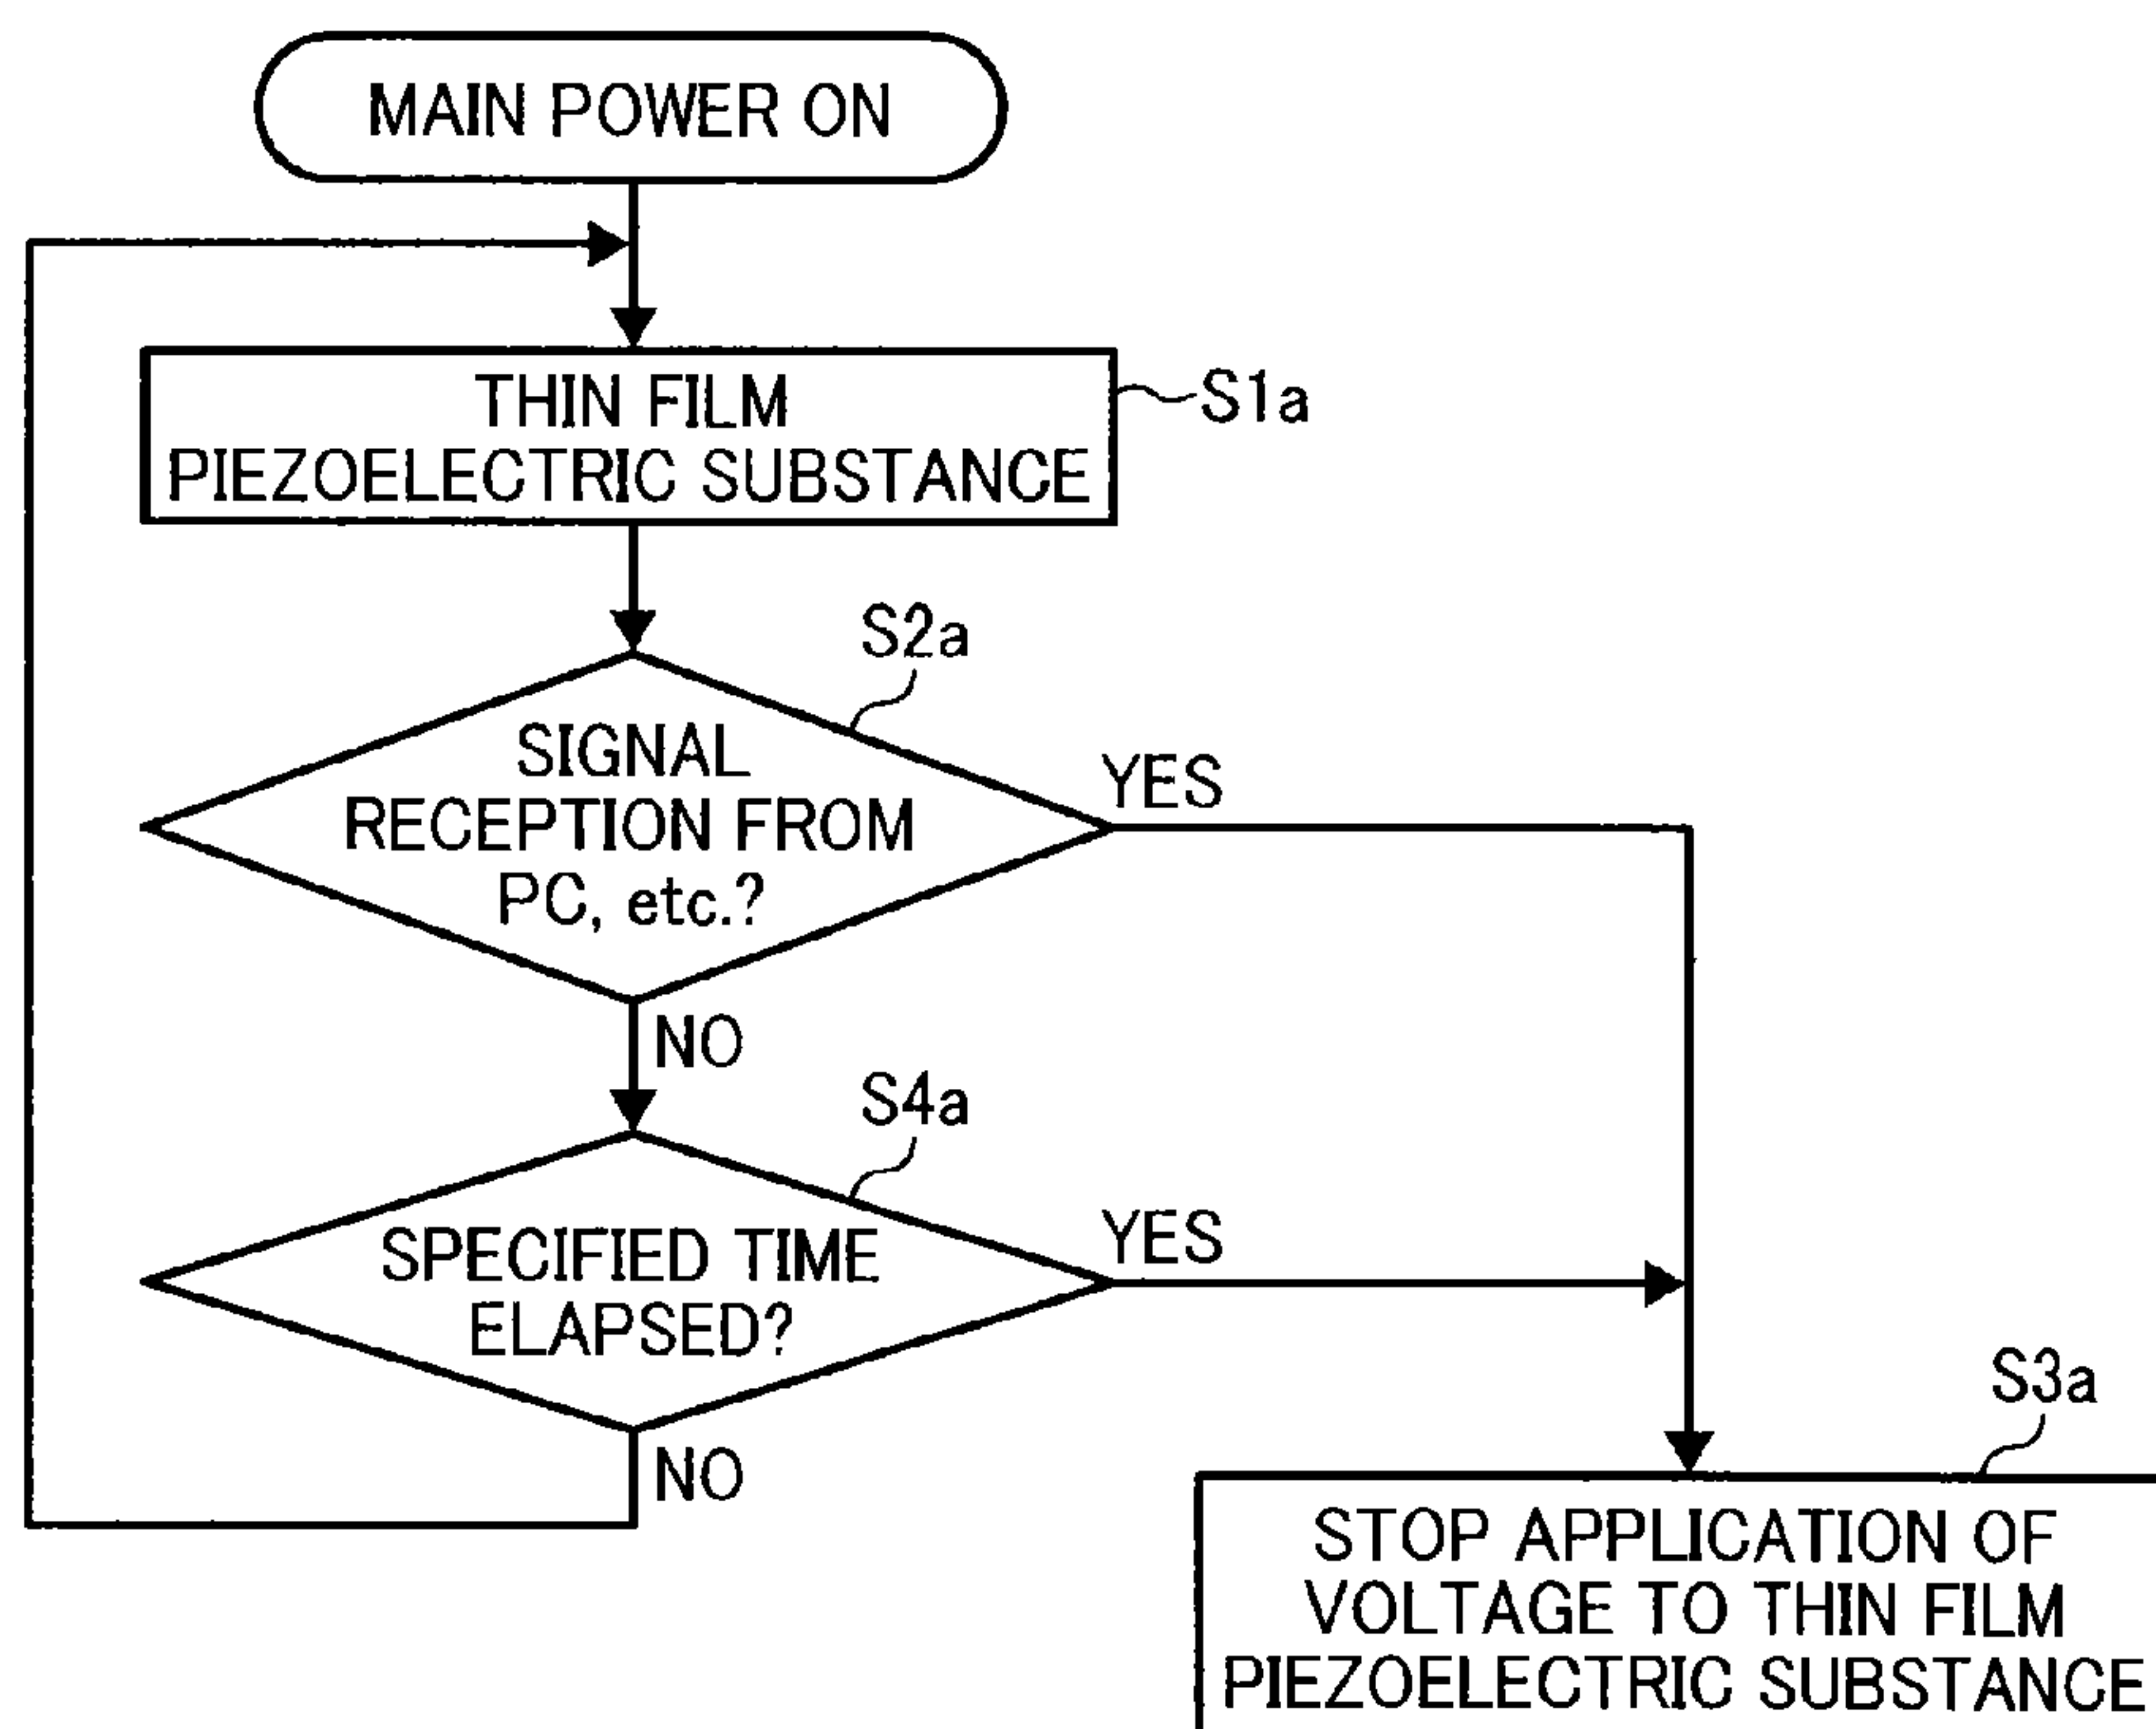 MAIN POWER ON
THIN FILM
PIEZOELECTRIC SUBSTANCE
S1a
S2a
SIGNAL
RECEPTION FROM
PC, etc.?
YES
NO
S4a
SPECIFIED TIME
ELAPSED?
YES
NO
S3a
STOP APPLICATION OF
VOLTAGE TO THIN FILM
PIEZOELECTRIC SUBSTANCE